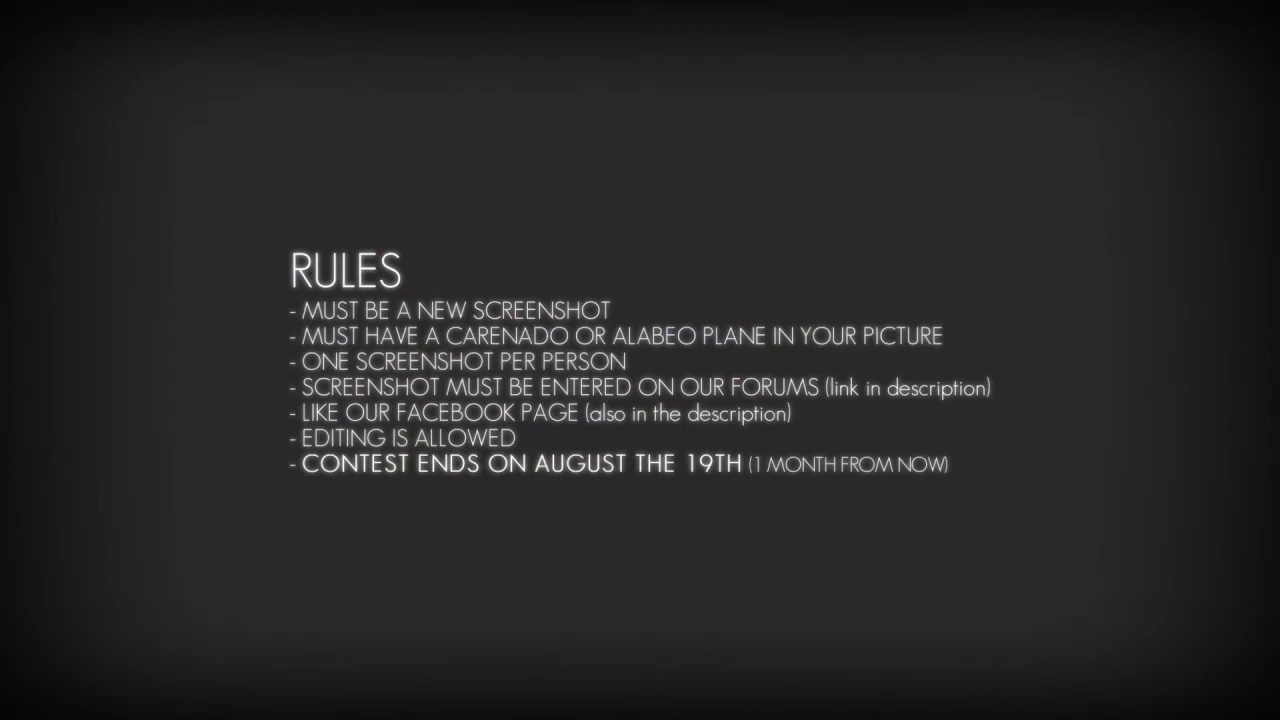 RULES
- MUST BE A NEW SCREENSHOT
- MUST HAVE A CARENADO OR ALABEO PLANE IN YOUR PICTURE
- ONE SCREENSHOT PER PERSON
- SCREENSHOT MUST BE ENTERED ON OUR FORUMS (link in description)
- LIKE OUR FACEBOOK PAGE (also in the description)
- EDITING IS ALLOWED
- CONTEST ENDS ON AUGUST THE 19TH (1 MONTH FROM NOW)